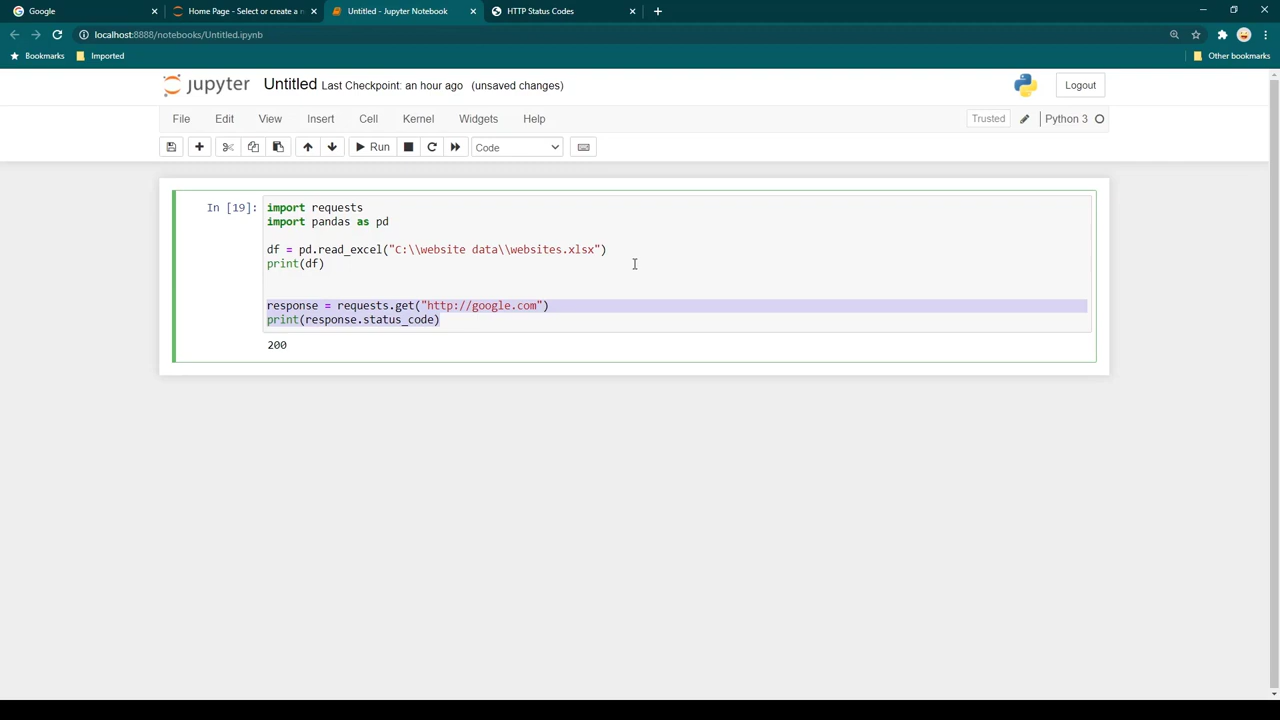 Google
Home Page - Select or create a n
Untitled - Jupyter Notebook
HTTP Status Codes
localhost:8888/notebooks/Untitled.ipynb
Bookmarks
Imported
Other bookmarks
jupyter
Untitled Last Checkpoint: an hour ago (unsaved changes)
Logout
File Edit View Insert Cell Kernel Widgets Help
Trusted
Python 3
Run
Code
In [19]:
import requests
import pandas as pd
df = pd.read_excel("C:\\website data\\websites.xlsx")
print(df)
response = requests.get("http://google.com")
print(response.status_code)
200